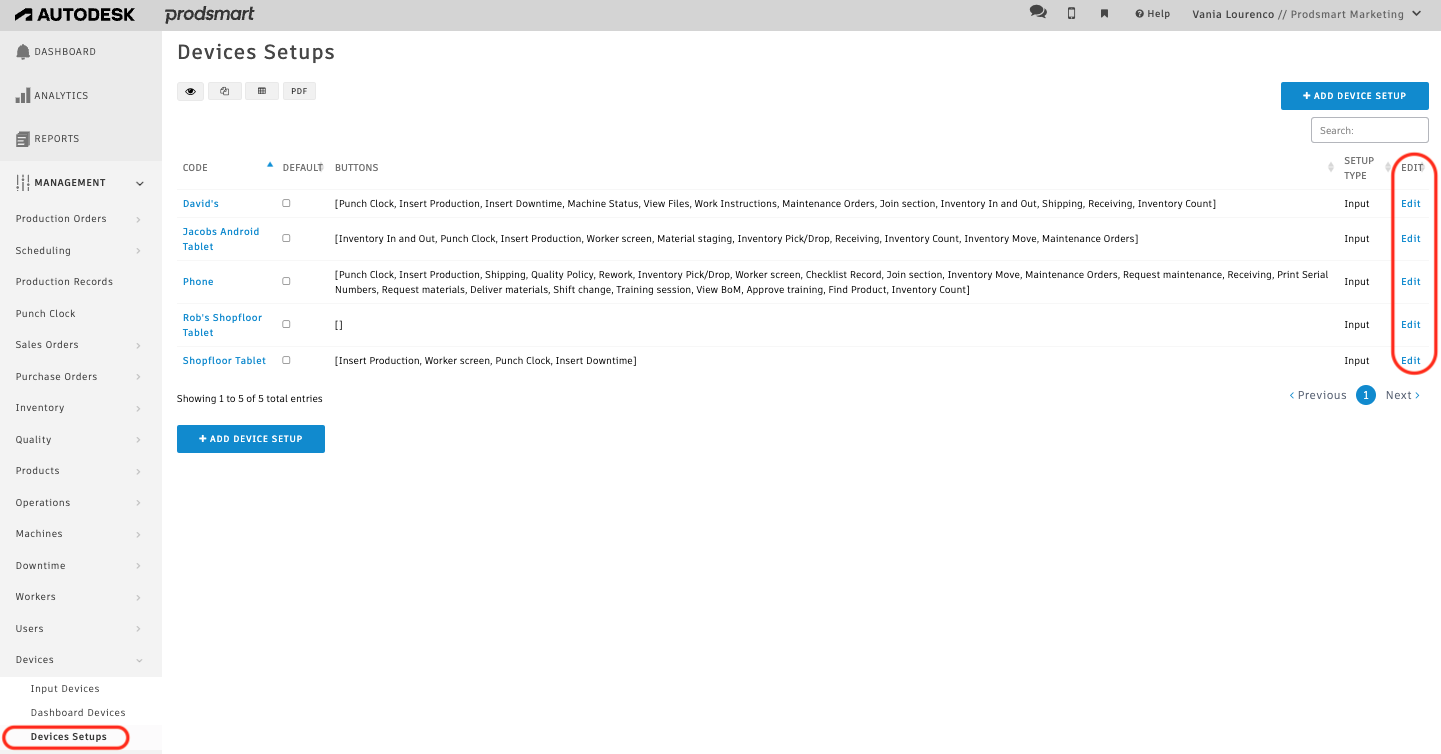 AUTODESK prodsmart Help Vania Lourenco // Prodsmart Marketing
DASHBOARD
ANALYTICS
REPORTS
MANAGEMENT
Production Orders
Scheduling
Production Records
Punch Clock
Sales Orders
Purchase Orders
Inventory
Quality
Products
Operations
Machines
Downtime
Workers
Users
Devices
Input Devices
Dashboard Devices
Devices Setups
Devices Setups
PDF
+ ADD DEVICE SETUP
Search:
CODE DEFAULT BUTTONS SETUP TYPE EDIT
David's [Punch Clock, Insert Production, Insert Downtime, Machine Status, View Files, Work Instructions, Maintenance Orders, Join section, Inventory In and Out, Shipping, Receiving, Inventory Count] Input Edit
Jacobs Android
Tablet
[Inventory In and Out, Punch Clock, Insert Production, Worker screen, Material staging, Inventory Pick/Drop, Receiving, Inventory Count, Inventory Move, Maintenance Orders] Input Edit
Phone
[Punch Clock, Insert Production, Shipping, Quality Policy, Rework, Inventory Pick/Drop, Worker screen, Checklist Record, Join section, Inventory Move, Maintenance Orders, Request maintenance, Receiving, Print Serial
Numbers, Request materials, Deliver materials, Shift change, Training session, View BoM, Approve training, Find Product, Inventory Count]
Input Edit
Rob's Shopfloor
Tablet
[] Input Edit
Shopfloor Tablet [Insert Production, Worker screen, Punch Clock, Insert Downtime] Input Edit
Showing 1 to 5 of 5 total entries
‹ Previous 1 Next ›
+ ADD DEVICE SETUP